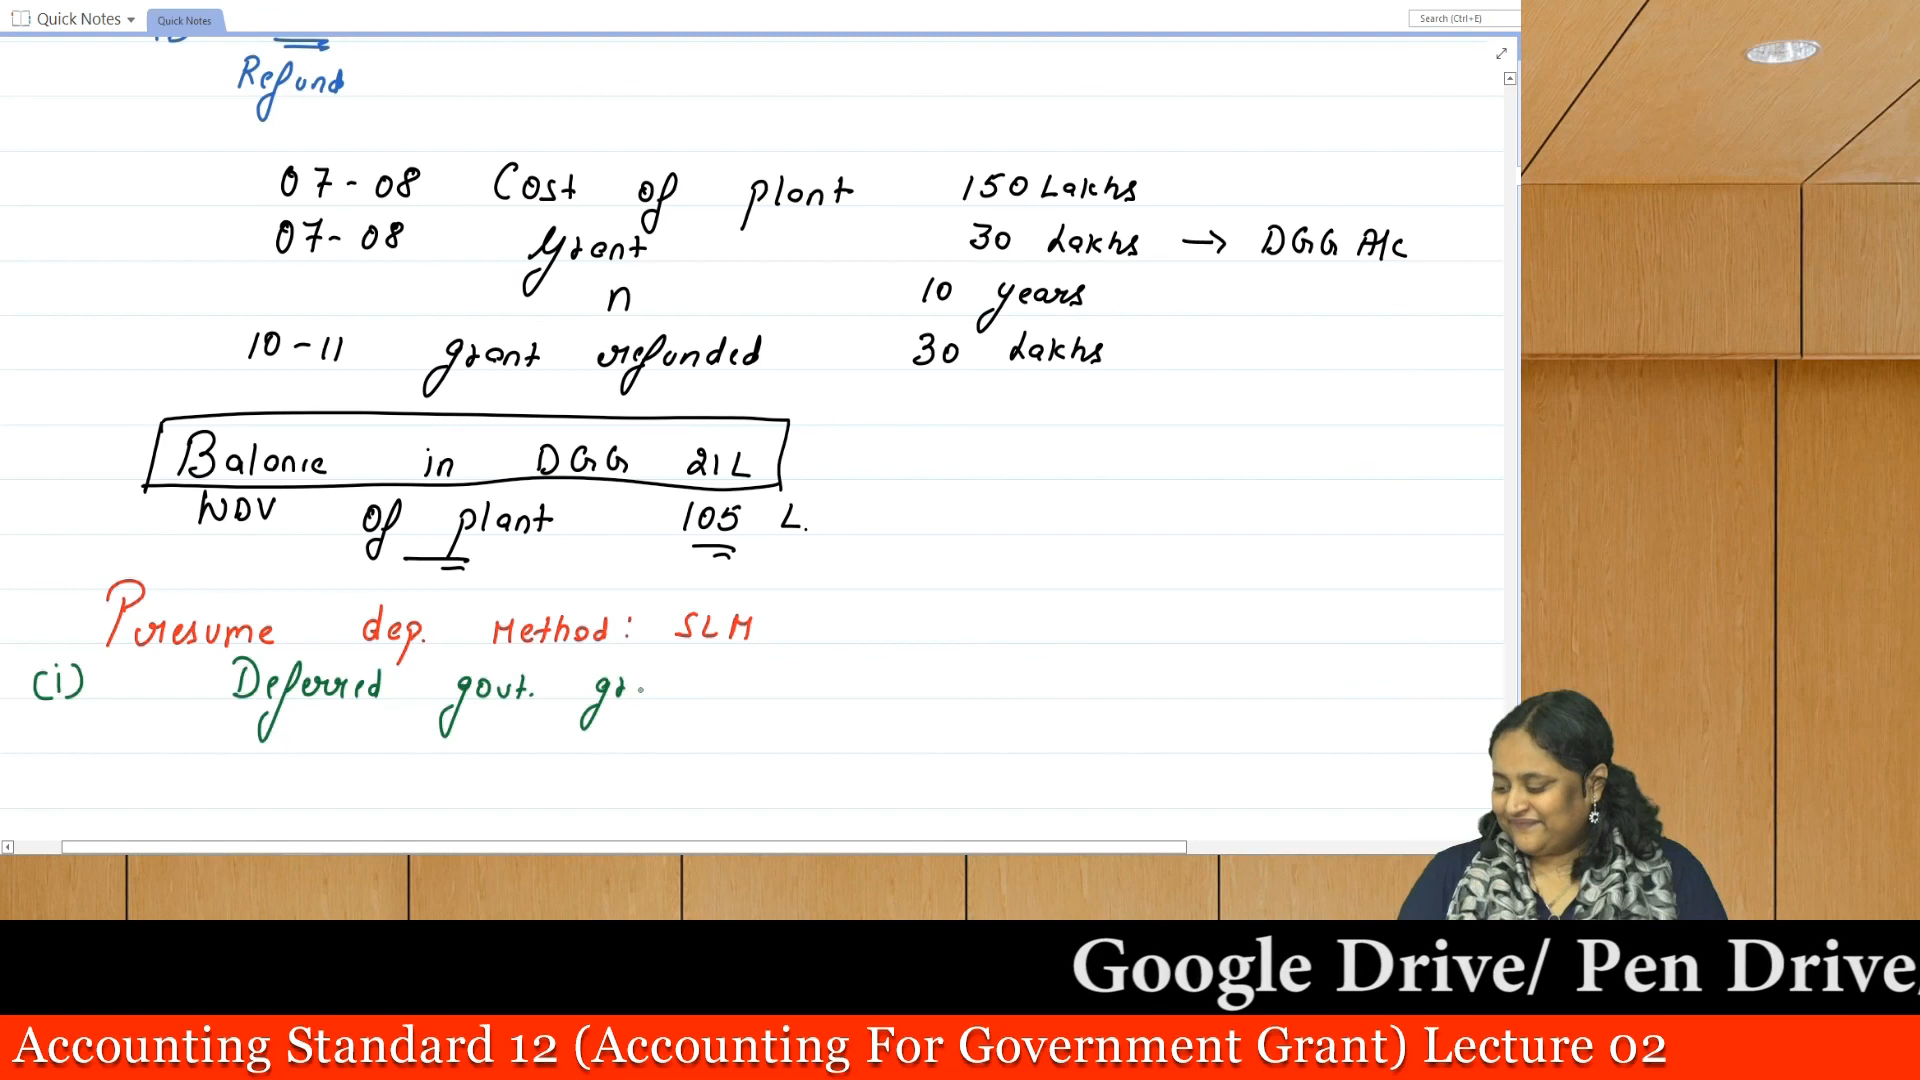 Quick Notes
Quick Notes
Search (Ctrl+E)
Refund
07-08 Cost of plant 150 Lakhs
07-08 Grant 30 Lakhs → DGG A/c
n 10 years
10-11 grant refunded 30 Lakhs
Balance in DGG 21 L
WDV of plant 105 L.
Presume dep. Method: SLM
(i) Deferred govt. gr
Google Drive/ Pen Drive/
Accounting Standard 12 (Accounting For Government Grant) Lecture 02